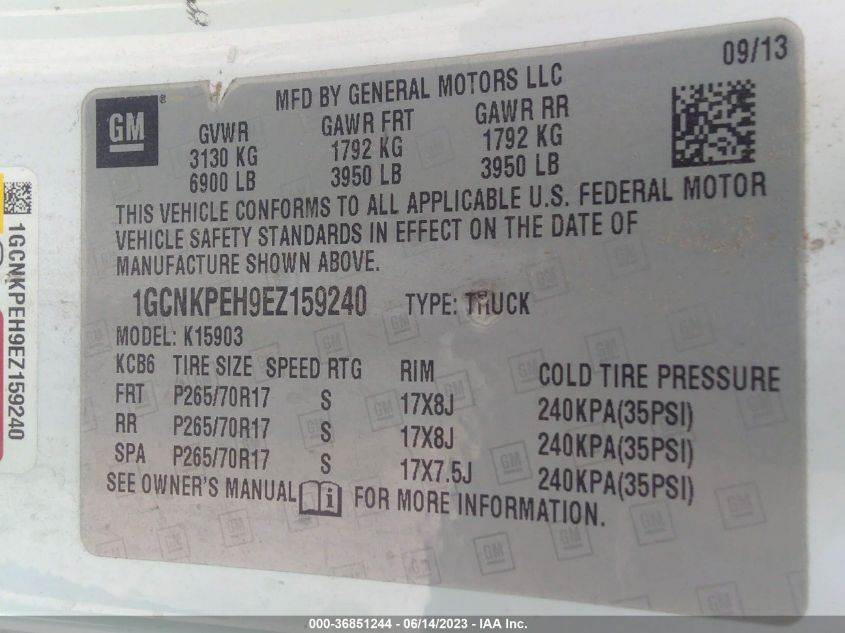 09/13
MFD BY GENERAL MOTORS LLC
GM ®
GVWR GAWR FRT GAWR RR
3130 KG 1792 KG 1792 KG
6900 LB 3950 LB 3950 LB
THIS VEHICLE CONFORMS TO ALL APPLICABLE U.S. FEDERAL MOTOR
VEHICLE SAFETY STANDARDS IN EFFECT ON THE DATE OF
MANUFACTURE SHOWN ABOVE.
1GCNKPEH9EZ159240 TYPE: TRUCK
MODEL: K15903
KCB6 TIRE SIZE SPEED RTG RIM COLD TIRE PRESSURE
FRT P265/70R17 S 17X8J 240KPA(35PSI)
RR P265/70R17 S 17X8J 240KPA(35PSI)
SPA P265/70R17 S 17X7.5J 240KPA(35PSI)
SEE OWNER'S MANUAL i FOR MORE INFORMATION.
1GCNKPEH9EZ159240
000-36851244 - 06/14/2023 - IAA Inc.